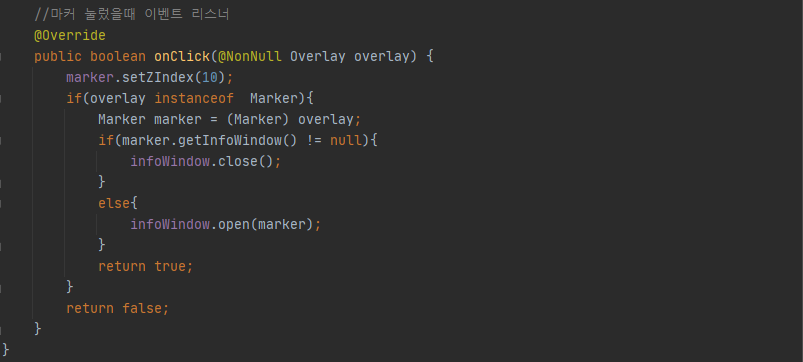 //마커 눌렀을때 이벤트 리스너
@Override
public boolean onClick(@NonNull Overlay overlay) {
    marker.setZIndex(10);
    if(overlay instanceof  Marker){
        Marker marker = (Marker) overlay;
        if(marker.getInfoWindow() != null){
            infoWindow.close();
        }
        else{
            infoWindow.open(marker);
        }
        return true;
    }
    return false;
}
}